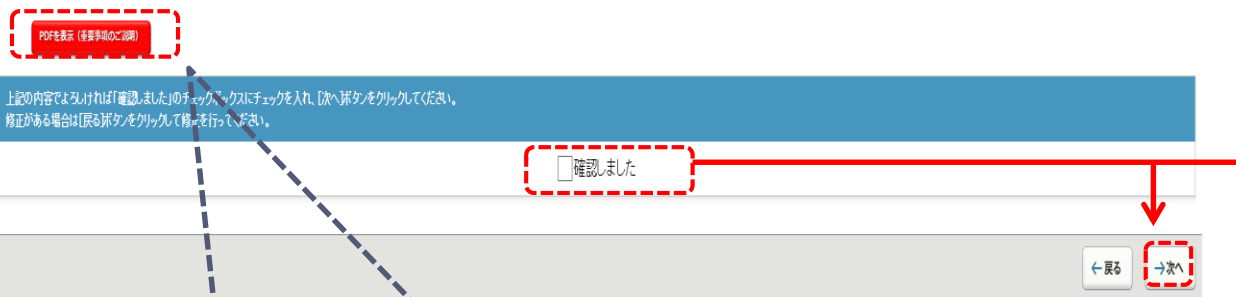 PDFを表示（重要事項のご説明）
上記の内容でよろしければ「確認しました」のチェックボックスにチェックを入れ、[次へ]ボタンをクリックしてください。
修正がある場合は[戻る]ボタンをクリックして修正を行ってください。
確認しました
←戻る
→次へ